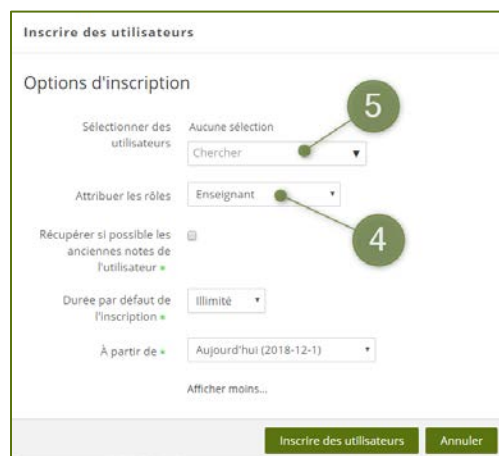 Inscrire des utilisateurs
Options d'inscription
5
Sélectionner des
utilisateurs
Aucune sélection
Chercher
Attribuer les rôles
Enseignant
4
Récupérer si possible les
anciennes notes de
l'utilisateur
Durée par défaut de
l'inscription
Illimité
À partir de
Aujourd'hui (2018-12-1)
Afficher moins...
Inscrire des utilisateurs
Annuler